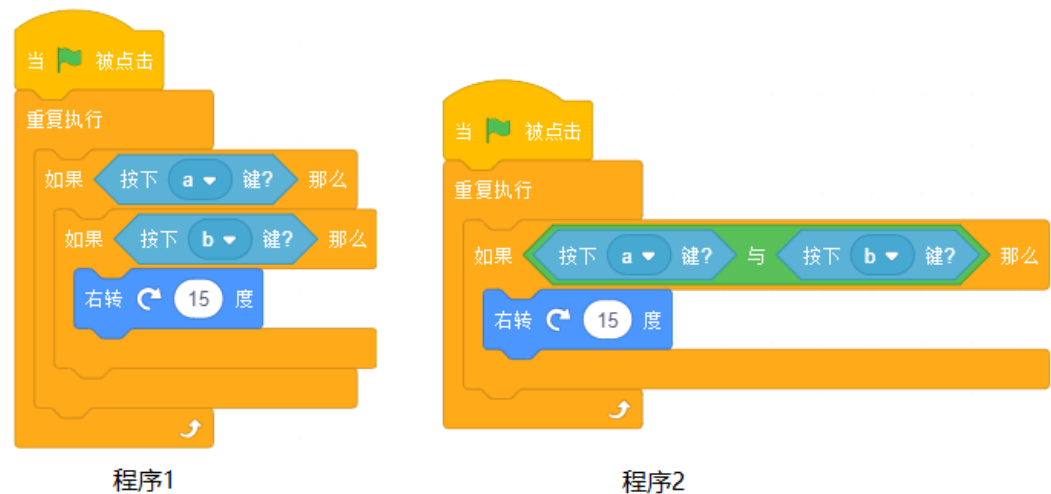 当 被点击
重复执行
如果 按下 a 键? 那么
如果 按下 b 键? 那么
右转 15 度
程序1
当 被点击
重复执行
如果 按下 a 键? 与 按下 b 键? 那么
右转 15 度
程序2